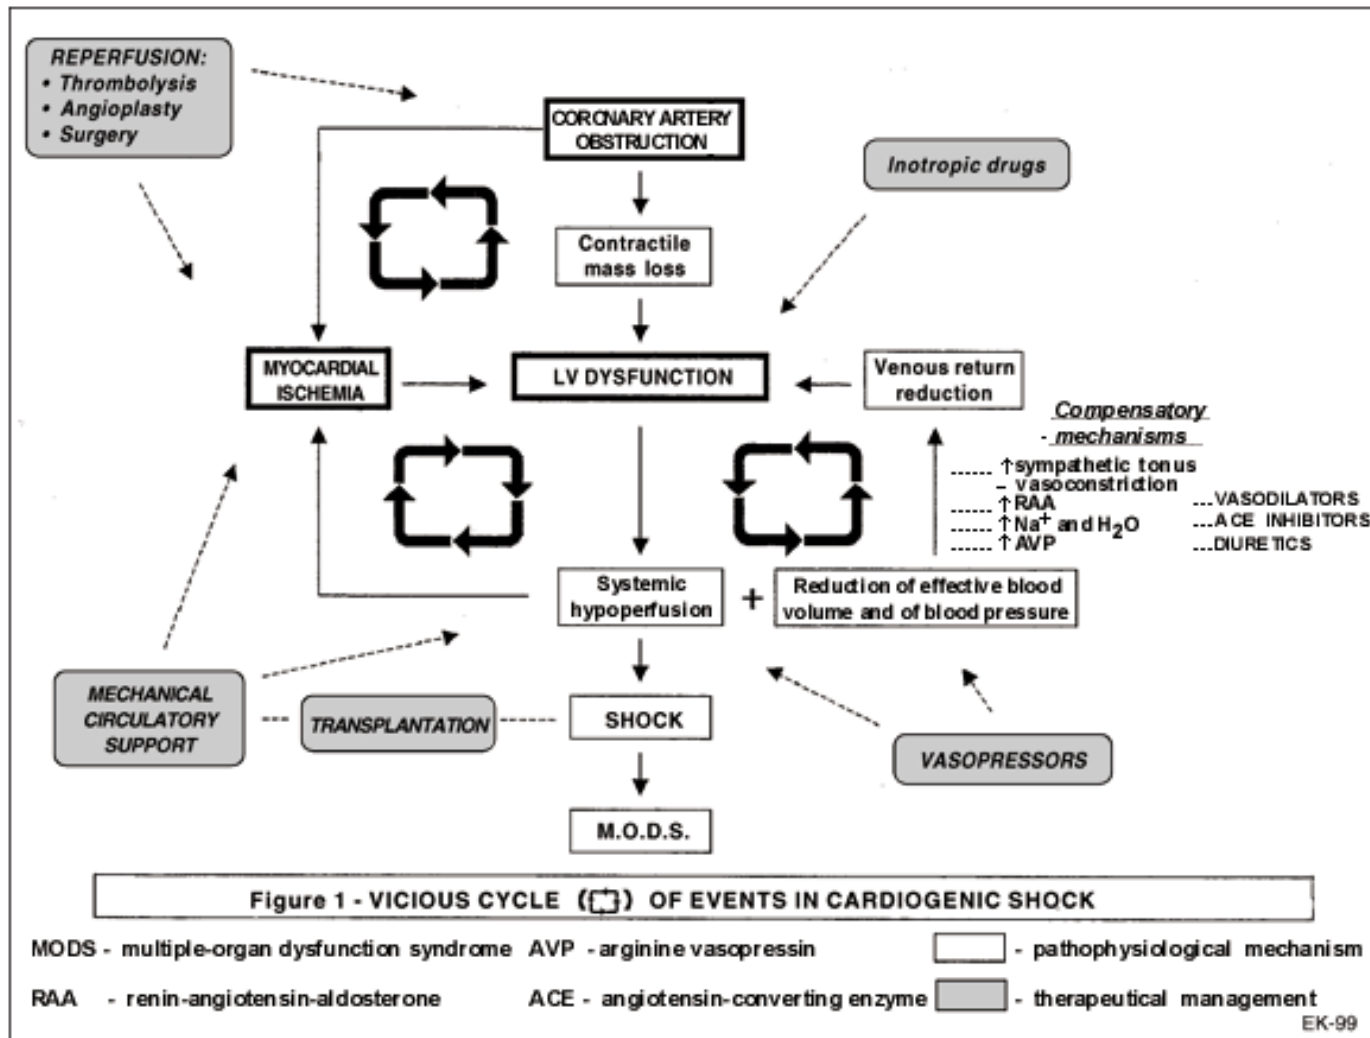 REPERFUSION:
• Thrombolysis
• Angioplasty
• Surgery
CORONARY ARTERY
OBSTRUCTION
Inotropic drugs
Contractile
mass loss
MYOCARDIAL
ISCHEMIA
LV DYSFUNCTION
Venous return
reduction
Compensatory
- mechanisms
...... ↑sympathetic tonus
– vasoconstriction
...... ↑RAA ...VASODILATORS
...... ↑Na+ and H2O ...ACE INHIBITORS
...... ↑AVP ...DIURETICS
Systemic
hypoperfusion
+
Reduction of effective blood
volume and of blood pressure
MECHANICAL
CIRCULATORY
SUPPORT
TRANSPLANTATION
SHOCK
VASOPRESSORS
M.O.D.S.
Figure 1 - VICIOUS CYCLE ( ) OF EVENTS IN CARDIOGENIC SHOCK
MODS - multiple-organ dysfunction syndrome AVP - arginine vasopressin - pathophysiological mechanism
RAA - renin-angiotensin-aldosterone ACE - angiotensin-converting enzyme - therapeutical management
EK-99